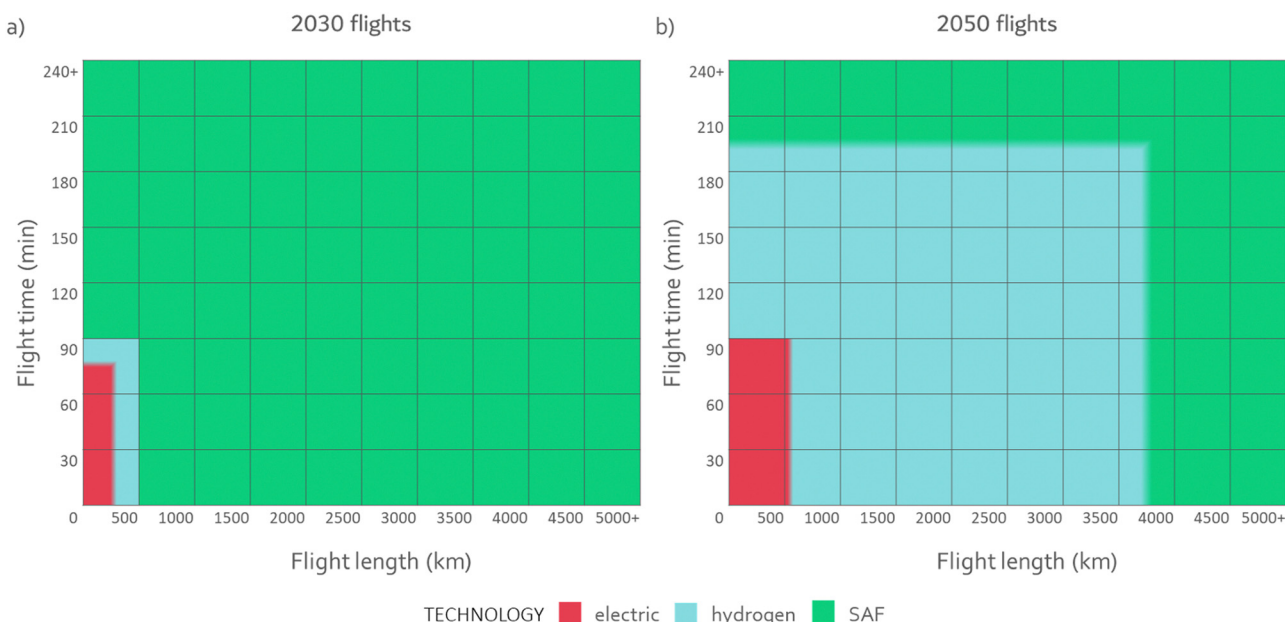 a)
2030 flights
240+
210
180
150
120
90
60
30
0
500 1000 1500 2000 2500 3000 3500 4000 4500 5000+
Flight time (min)
Flight length (km)
b)
2050 flights
240+
210
180
150
120
90
60
30
0
500 1000 1500 2000 2500 3000 3500 4000 4500 5000+
Flight time (min)
Flight length (km)
TECHNOLOGY electric hydrogen SAF